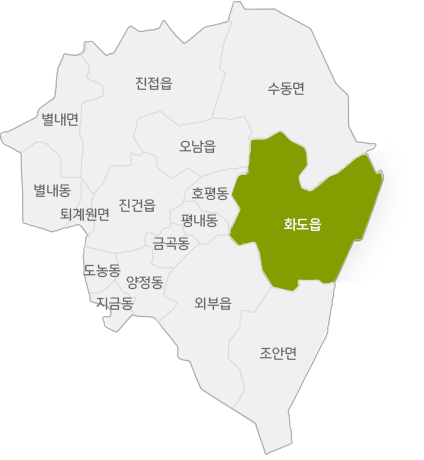 진접읍
수동면
별내면
오남읍
별내동
호평동
진건읍
퇴계원면
평내동
화도읍
금곡동
도농동
양정동
지금동
외부읍
조안면